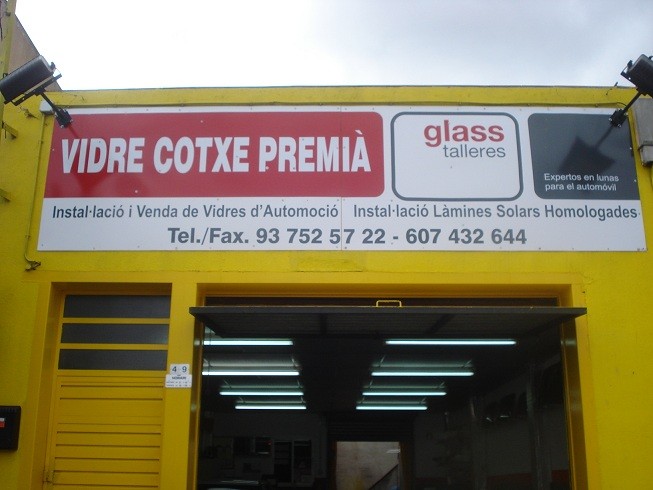 VIDRE COTXE PREMIÀ
glass
talleres
Expertos en lunas
para el automóvil
Instal·lació i Venda de Vidres d'Automoció Instal·lació Làmines Solars Homologades
Tel./Fax. 93 752 57 22 - 607 432 644
49